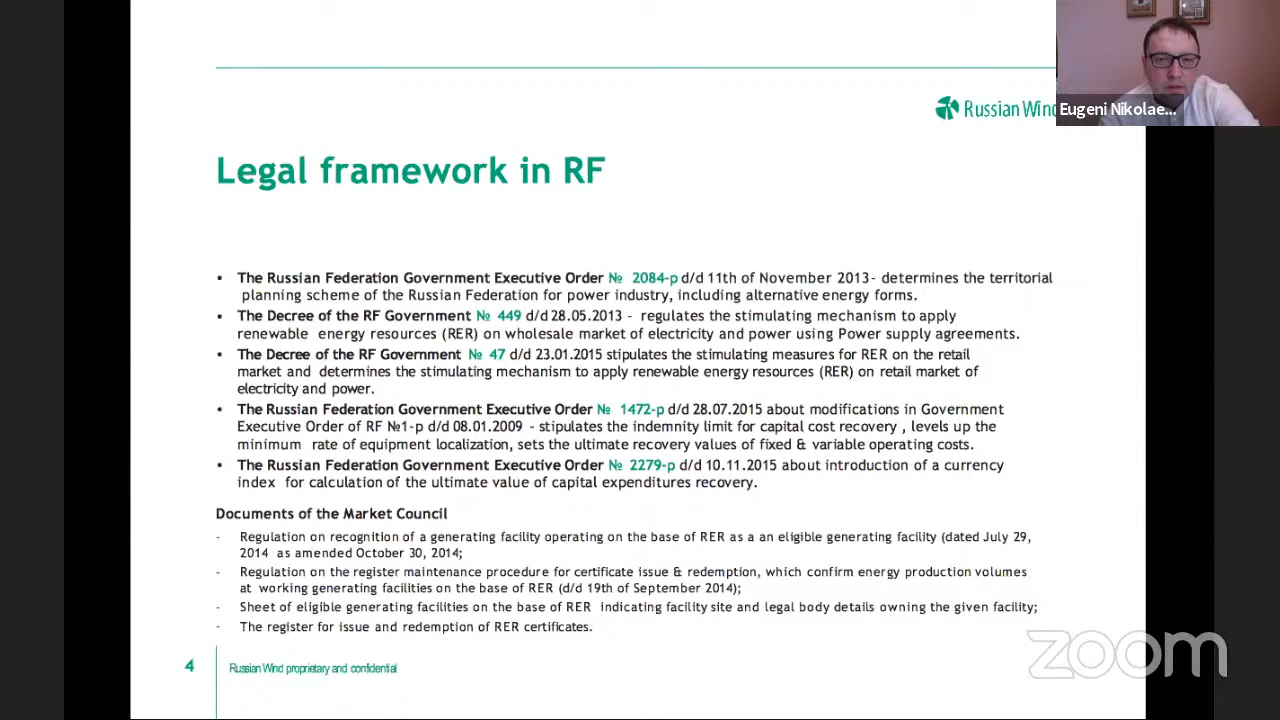 Russian Wind
Eugeni Nikolae...
Legal framework in RF
• The Russian Federation Government Executive Order № 2084-p d/d 11th of November 2013– determines the territorial
planning scheme of the Russian Federation for power industry, including alternative energy forms.
• The Decree of the RF Government № 449 d/d 28.05.2013 – regulates the stimulating mechanism to apply
renewable energy resources (RER) on wholesale market of electricity and power using Power supply agreements.
• The Decree of the RF Government № 47 d/d 23.01.2015 stipulates the stimulating measures for RER on the retail
market and determines the stimulating mechanism to apply renewable energy resources (RER) on retail market of
electricity and power.
• The Russian Federation Government Executive Order № 1472-p d/d 28.07.2015 about modifications in Government
Executive Order of RF №1-p d/d 08.01.2009 – stipulates the indemnity limit for capital cost recovery , levels up the
minimum rate of equipment localization, sets the ultimate recovery values of fixed & variable operating costs.
• The Russian Federation Government Executive Order № 2279-p d/d 10.11.2015 about introduction of a currency
index for calculation of the ultimate value of capital expenditures recovery.
Documents of the Market Council
- Regulation on recognition of a generating facility operating on the base of RER as a an eligible generating facility (dated July 29,
2014 as amended October 30, 2014;
- Regulation on the register maintenance procedure for certificate issue & redemption, which confirm energy production volumes
at working generating facilities on the base of RER (d/d 19th of September 2014);
- Sheet of eligible generating facilities on the base of RER indicating facility site and legal body details owning the given facility;
- The register for issue and redemption of RER certificates.
zoom
4 Russian Wind proprietary and confidential